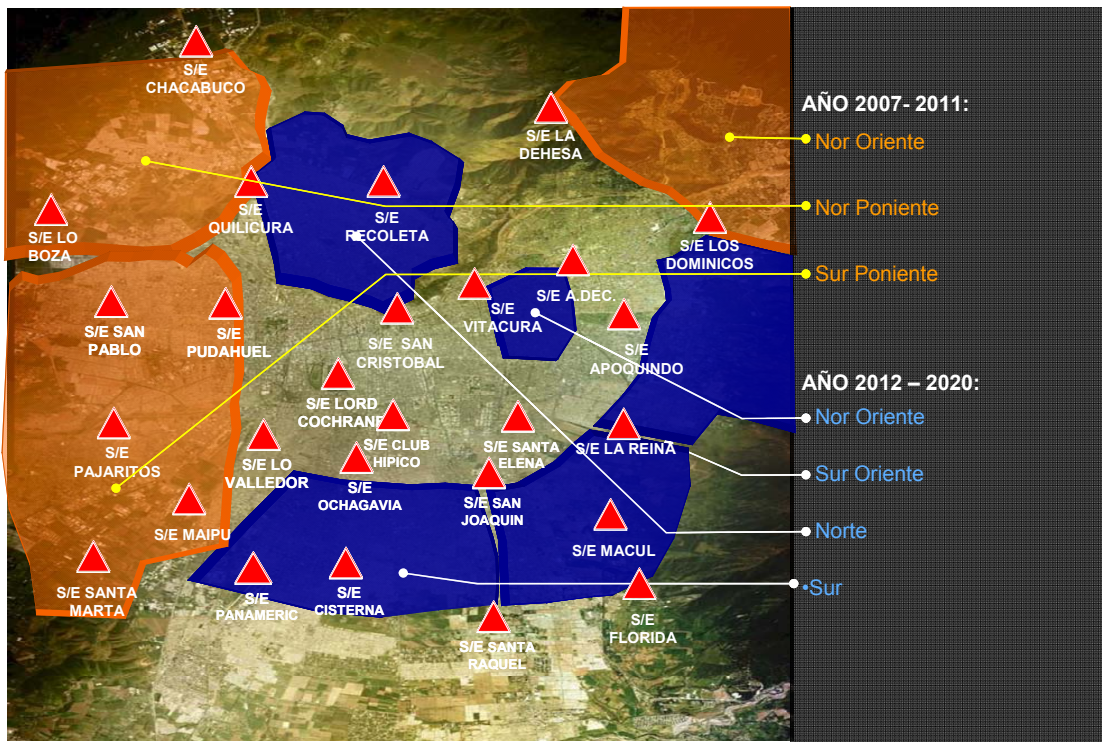 S/E
CHACABUCO
S/E LA
DEHESA
S/E
QUILICURA
S/E
RECOLETA
S/E LO
BOZA
S/E LOS
DOMINICOS
S/E SAN
PABLO
S/E
PUDAHUEL
S/E SAN
CRISTOBAL
S/E
VITACURA
S/E A.DEC.
S/E
APOQUINDO
S/E LORD
COCHRANE
S/E CLUB
HIPÍCO
S/E SANTA
ELENA
S/E LA REINA
S/E
PAJARITOS
S/E LO
VALLEDOR
S/E
OCHAGAVIA
S/E SAN
JOAQUIN
S/E MAIPU
S/E MACUL
S/E SANTA
MARTA
S/E
PANAMERIC
S/E
CISTERNA
S/E SANTA
RAQUEL
S/E
FLORIDA
AÑO 2007- 2011:
Nor Oriente
Nor Poniente
Sur Poniente
AÑO 2012 – 2020:
Nor Oriente
Sur Oriente
Norte
•Sur